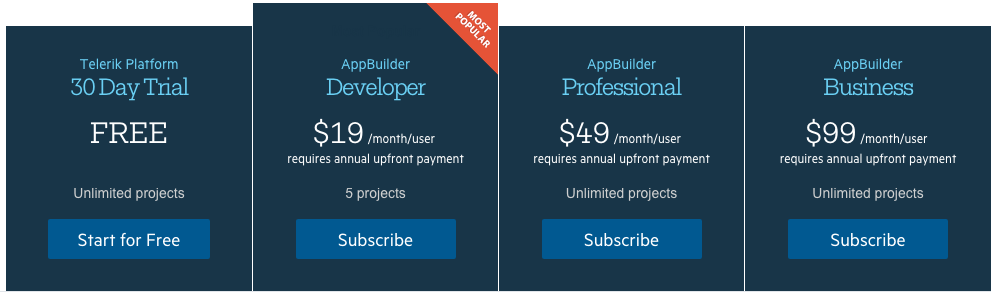 Telerik Platform
30 Day Trial
FREE
Unlimited projects
Start for Free
MOST
POPULAR
AppBuilder
Developer
$19 /month/user
requires annual upfront payment
5 projects
Subscribe
AppBuilder
Professional
$49 /month/user
requires annual upfront payment
Unlimited projects
Subscribe
AppBuilder
Business
$99 /month/user
requires annual upfront payment
Unlimited projects
Subscribe